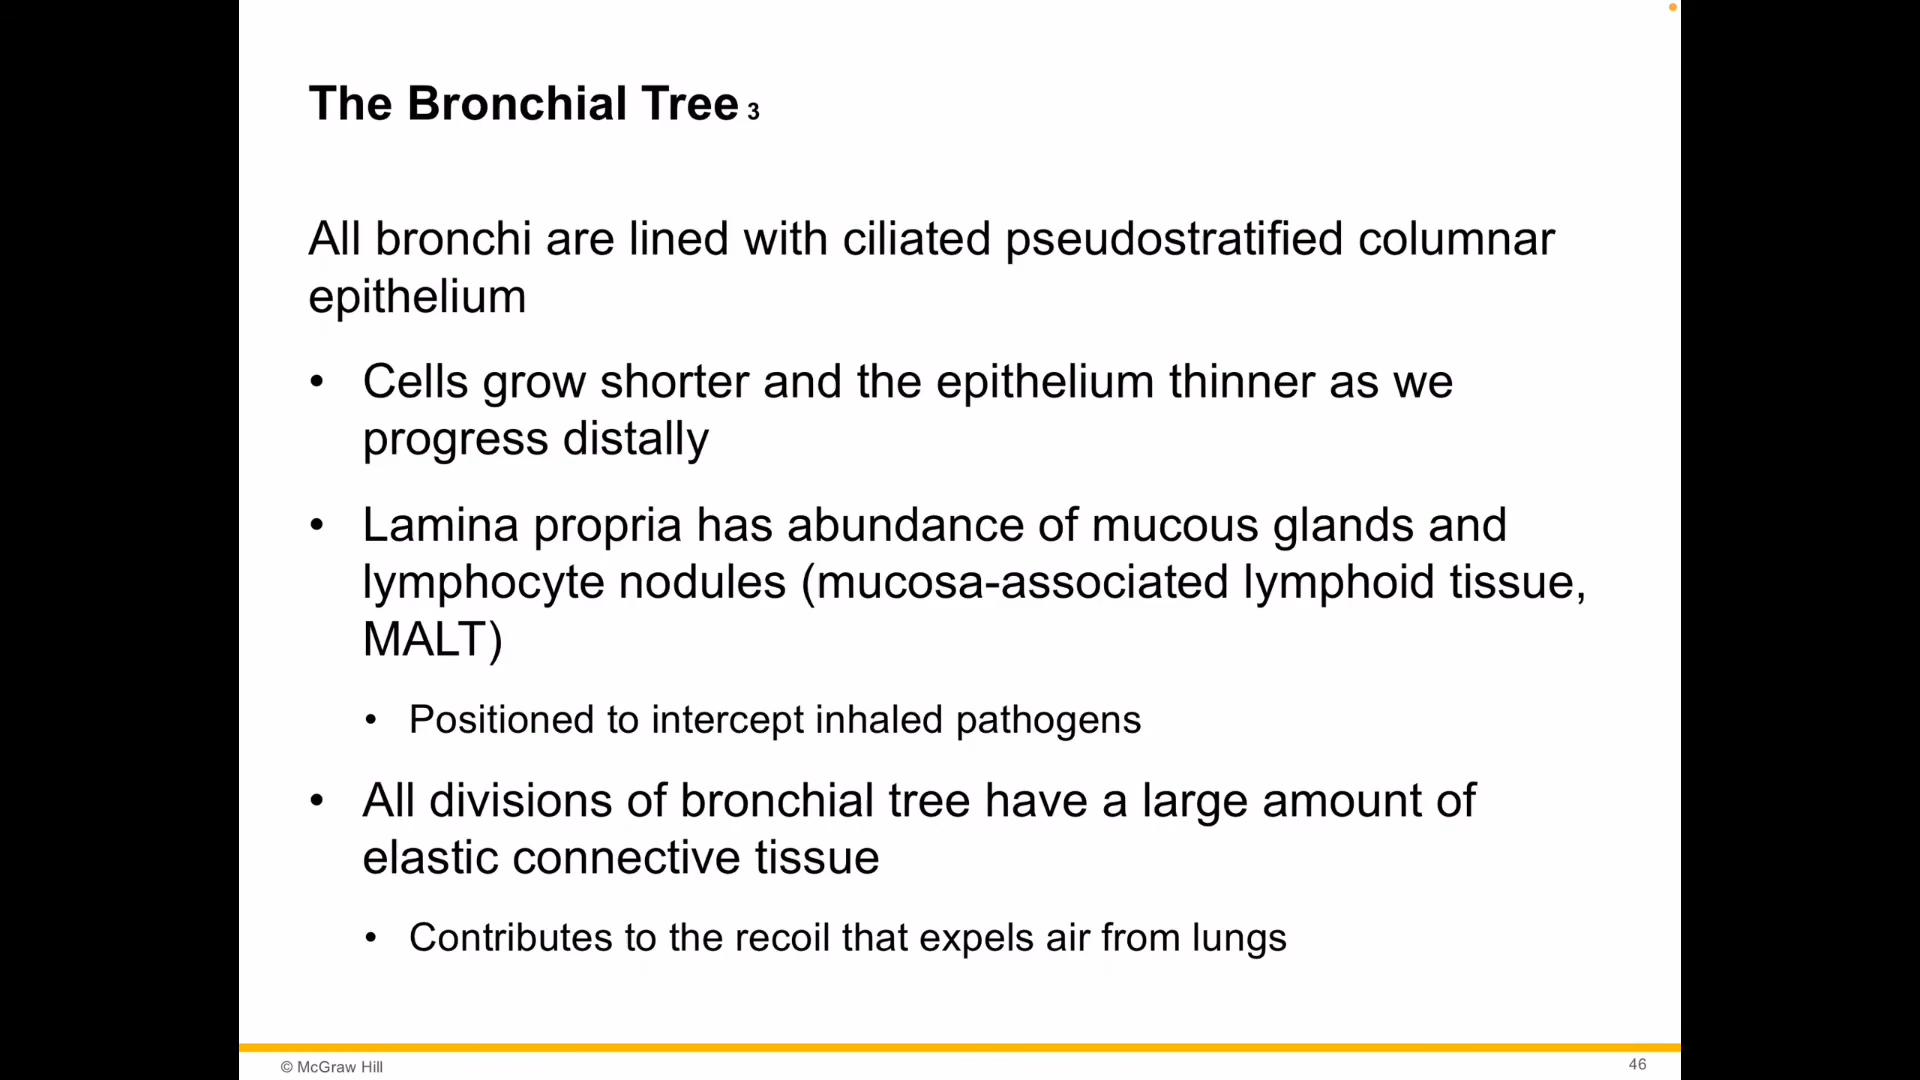 The Bronchial Tree 3
All bronchi are lined with ciliated pseudostratified columnar
epithelium
• Cells grow shorter and the epithelium thinner as we
progress distally
• Lamina propria has abundance of mucous glands and
lymphocyte nodules (mucosa-associated lymphoid tissue,
MALT)
• Positioned to intercept inhaled pathogens
• All divisions of bronchial tree have a large amount of
elastic connective tissue
• Contributes to the recoil that expels air from lungs
© McGraw Hill
46